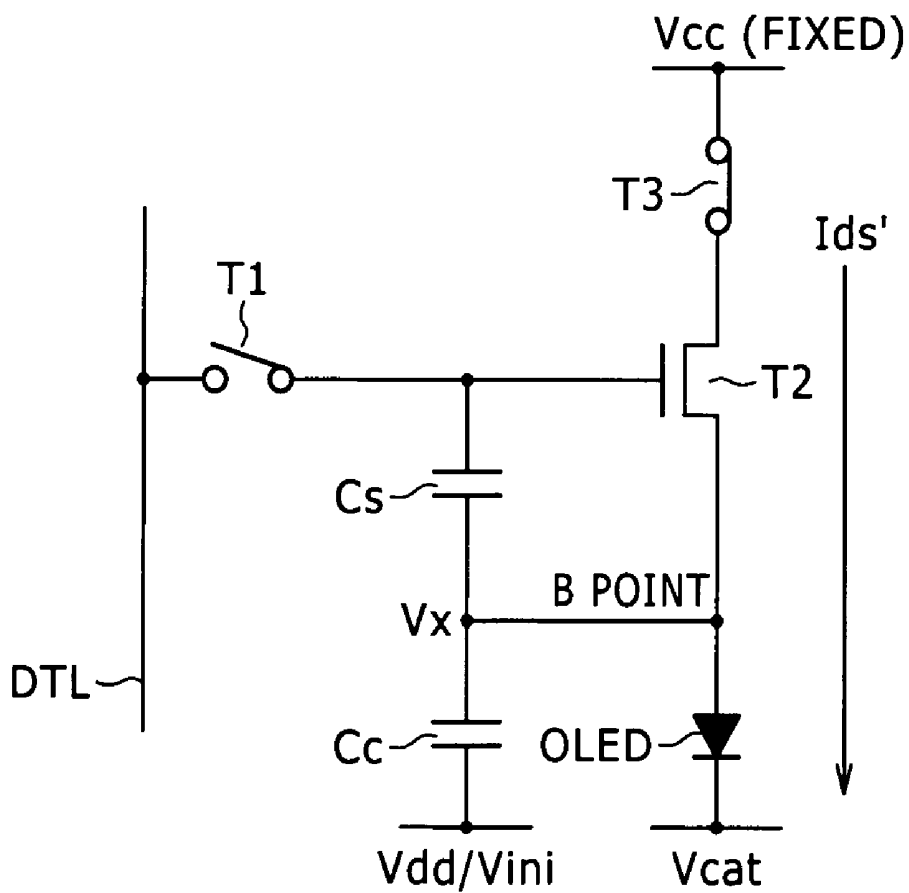 Vcc (FIXED)
T3
Ids'
T1
T2
Cs
B POINT
Vx
DTL
Cc
OLED
Vdd/Vini
Vcat